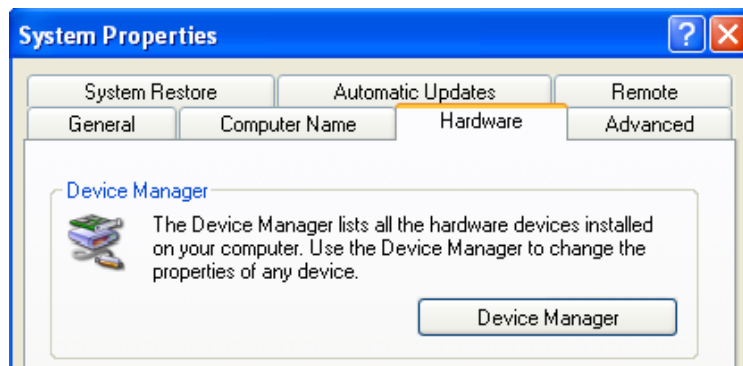 System Properties
System Restore Automatic Updates Remote
General Computer Name Hardware Advanced
Device Manager
The Device Manager lists all the hardware devices installed
on your computer. Use the Device Manager to change the
properties of any device.
Device Manager